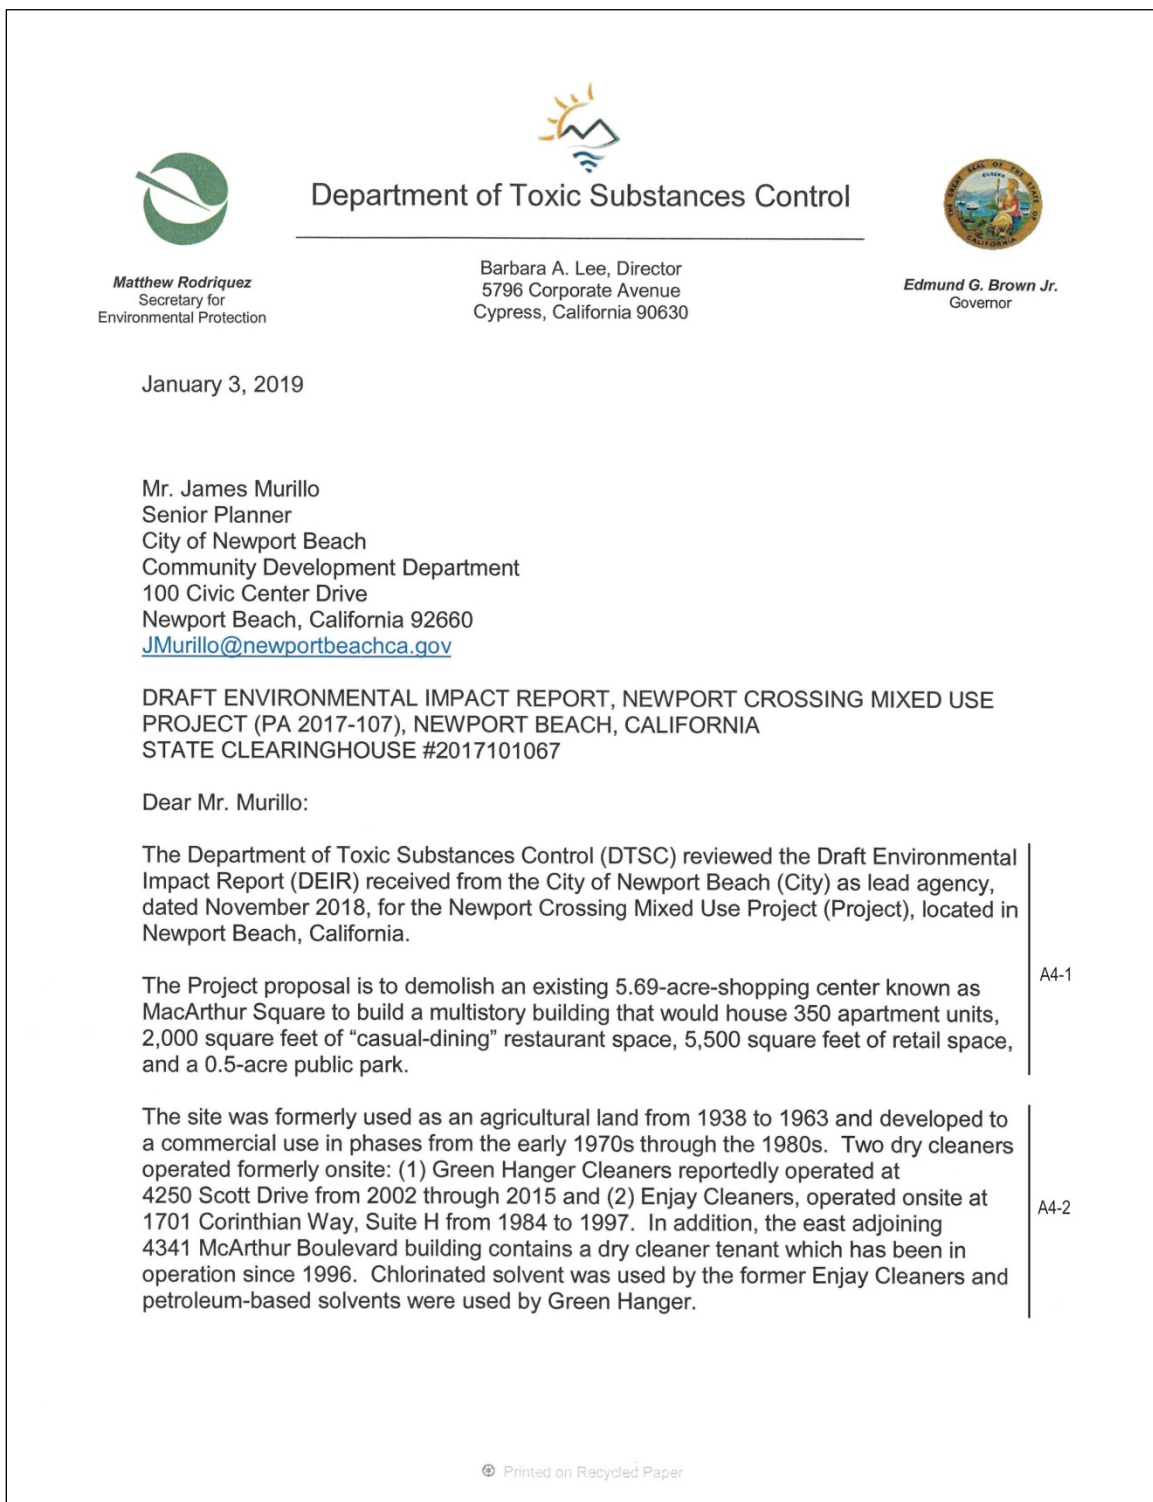 Department of Toxic Substances Control
Matthew Rodriquez
Secretary for
Environmental Protection
Barbara A. Lee, Director
5796 Corporate Avenue
Cypress, California 90630
THE GREAT SEAL OF THE STATE OF CALIFORNIA
EUREKA
Edmund G. Brown Jr.
Governor
January 3, 2019
Mr. James Murillo
Senior Planner
City of Newport Beach
Community Development Department
100 Civic Center Drive
Newport Beach, California 92660
JMurillo@newportbeachca.gov
DRAFT ENVIRONMENTAL IMPACT REPORT, NEWPORT CROSSING MIXED USE
PROJECT (PA 2017-107), NEWPORT BEACH, CALIFORNIA
STATE CLEARINGHOUSE #2017101067
Dear Mr. Murillo:
The Department of Toxic Substances Control (DTSC) reviewed the Draft Environmental
Impact Report (DEIR) received from the City of Newport Beach (City) as lead agency,
dated November 2018, for the Newport Crossing Mixed Use Project (Project), located in
Newport Beach, California.
A4-1
The Project proposal is to demolish an existing 5.69-acre-shopping center known as
MacArthur Square to build a multistory building that would house 350 apartment units,
2,000 square feet of “casual-dining” restaurant space, 5,500 square feet of retail space,
and a 0.5-acre public park.
The site was formerly used as an agricultural land from 1938 to 1963 and developed to
a commercial use in phases from the early 1970s through the 1980s.  Two dry cleaners
operated formerly onsite: (1) Green Hanger Cleaners reportedly operated at
4250 Scott Drive from 2002 through 2015 and (2) Enjay Cleaners, operated onsite at
1701 Corinthian Way, Suite H from 1984 to 1997.  In addition, the east adjoining
A4-2
4341 McArthur Boulevard building contains a dry cleaner tenant which has been in
operation since 1996.  Chlorinated solvent was used by the former Enjay Cleaners and
petroleum-based solvents were used by Green Hanger.
Printed on Recycled Paper